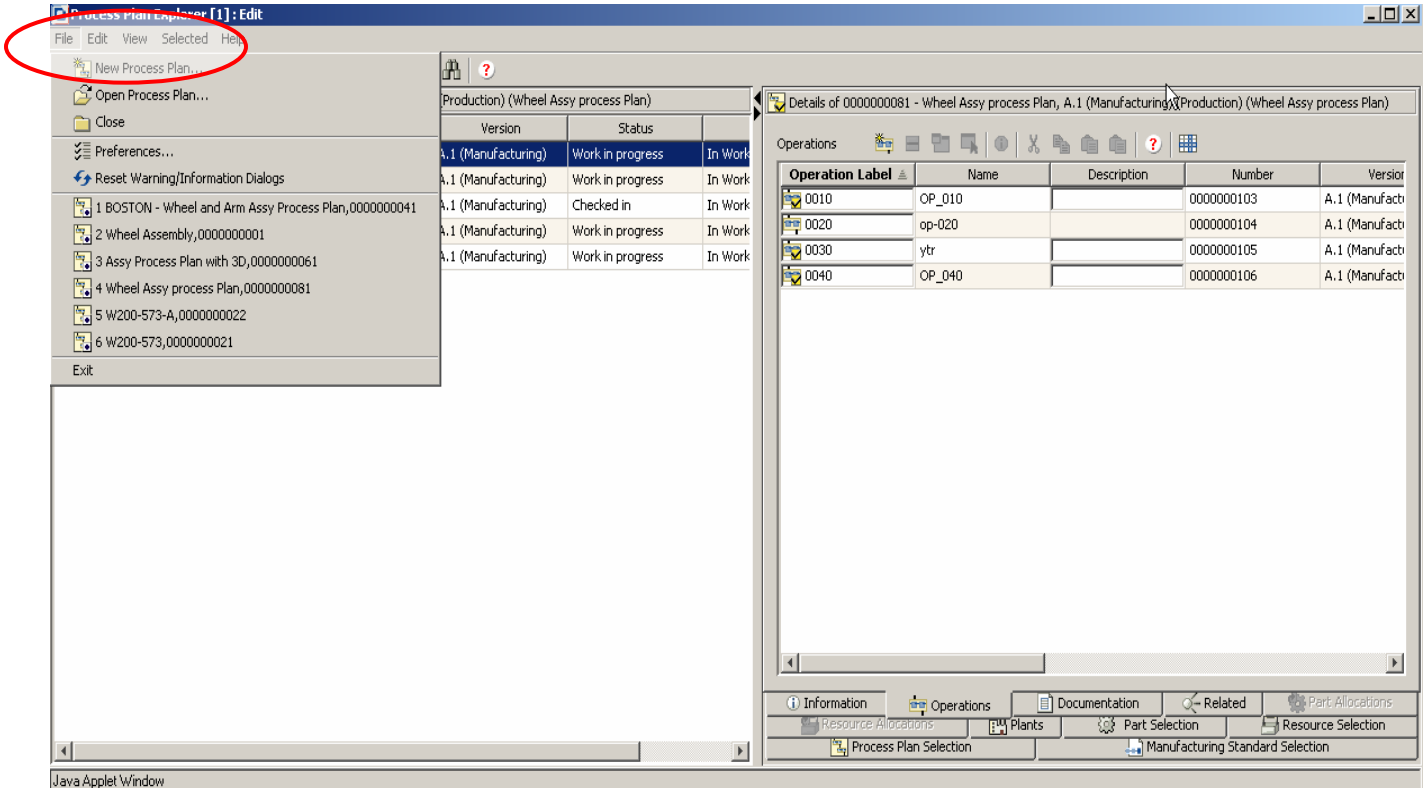 Process Plan Explorer [1] : Edit
File Edit View Selected Help
New Process Plan...
Open Process Plan...
Close
Preferences...
Reset Warning/Information Dialogs
1 BOSTON - Wheel and Arm Assy Process Plan,0000000041
2 Wheel Assembly,0000000001
3 Assy Process Plan with 3D,0000000061
4 Wheel Assy process Plan,0000000081
5 W200-573-A,0000000022
6 W200-573,0000000021
Exit
(Production) (Wheel Assy process Plan)
Version Status
A.1 (Manufacturing) Work in progress In Work
A.1 (Manufacturing) Work in progress In Work
A.1 (Manufacturing) Checked in In Work
A.1 (Manufacturing) Work in progress In Work
A.1 (Manufacturing) Work in progress In Work
Details of 0000000081 - Wheel Assy process Plan, A.1 (Manufacturing) (Production) (Wheel Assy process Plan)
Operations
Operation Label Name Description Number Version
0010 OP_010 0000000103 A.1 (Manufactu
0020 op-020 0000000104 A.1 (Manufactu
0030 ytr 0000000105 A.1 (Manufactu
0040 OP_040 0000000106 A.1 (Manufactu
Information Operations Documentation Related Part Allocations
Resource Allocations Plants Part Selection Resource Selection
Process Plan Selection Manufacturing Standard Selection
Java Applet Window